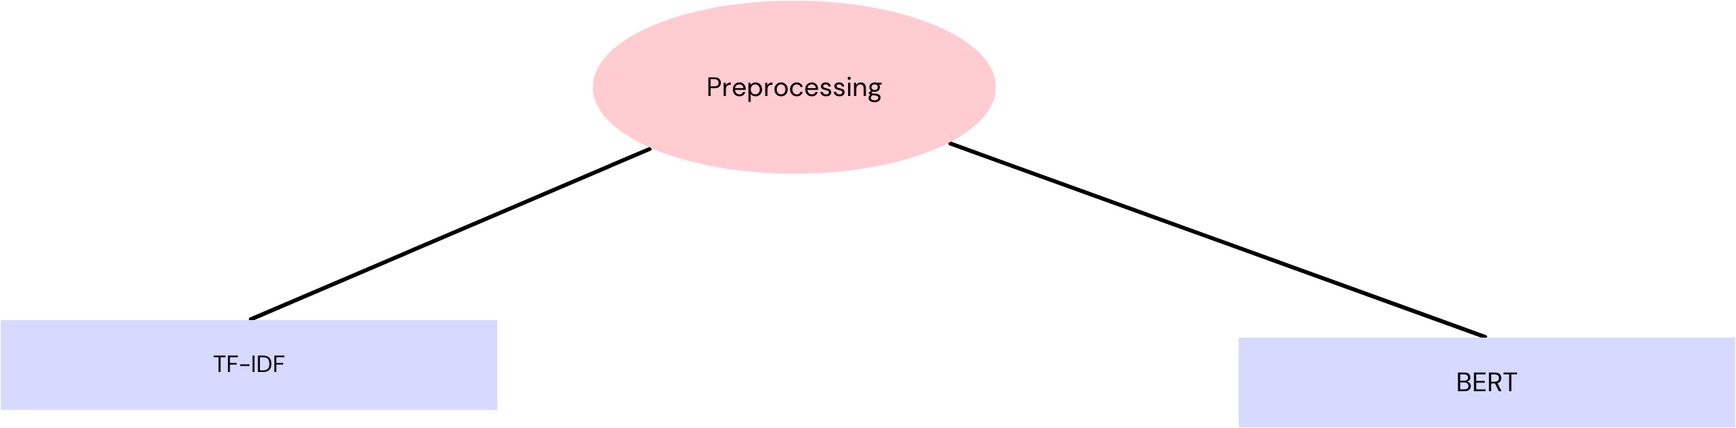 Preprocessing
TF-IDF
BERT